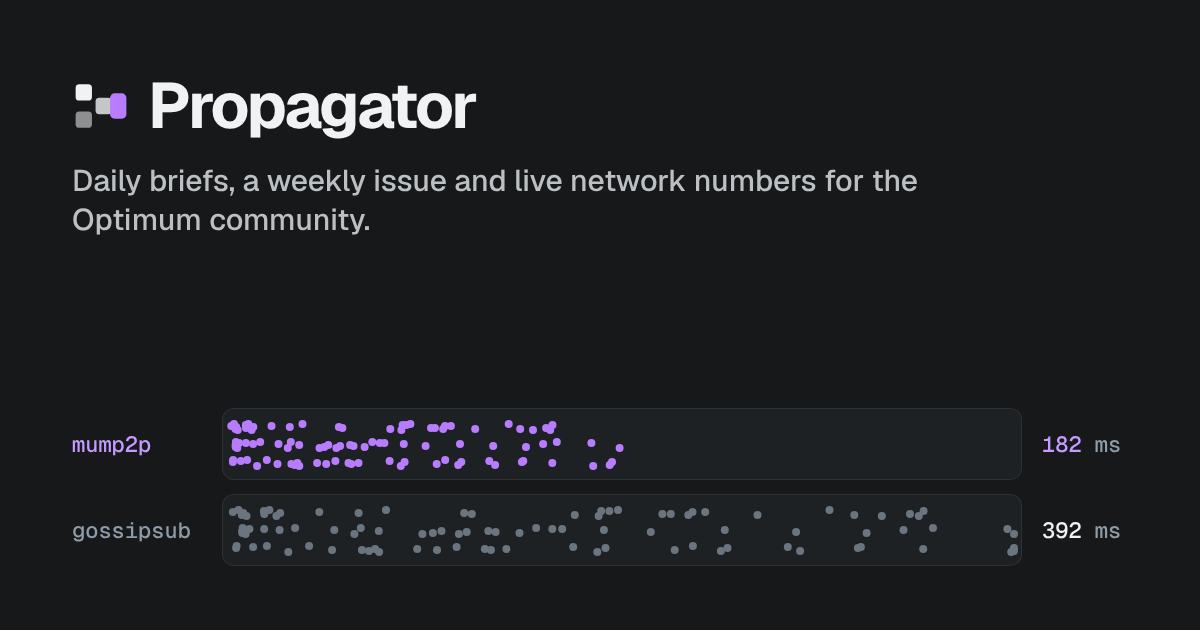 Propagator
Daily briefs, a weekly issue and live network numbers for the
Optimum community.
mump2p 182 ms
gossipsub 392 ms